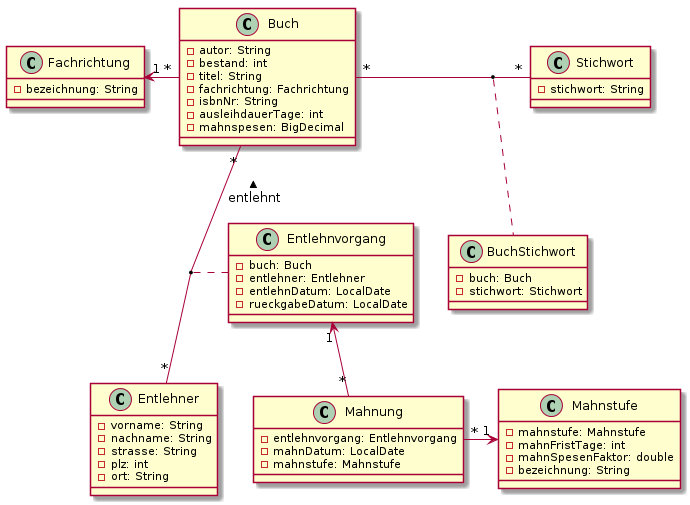 C Buch
autor: String
bestand: int
titel: String
fachrichtung: Fachrichtung
isbnNr: String
ausleihdauerTage: int
mahnspesen: BigDecimal
C Fachrichtung
bezeichnung: String
1 *
* *
C Stichwort
stichwort: String
*
entlehnt
C Entlehnvorgang
buch: Buch
entlehner: Entlehner
entlehnDatum: LocalDate
rueckgabeDatum: LocalDate
C BuchStichwort
buch: Buch
stichwort: Stichwort
1
*
*
C Entlehner
vorname: String
nachname: String
strasse: String
plz: int
ort: String
C Mahnung
entlehnvorgang: Entlehnvorgang
mahnDatum: LocalDate
mahnstufe: Mahnstufe
* 1
C Mahnstufe
mahnstufe: Mahnstufe
mahnFristTage: int
mahnSpesenFaktor: double
bezeichnung: String